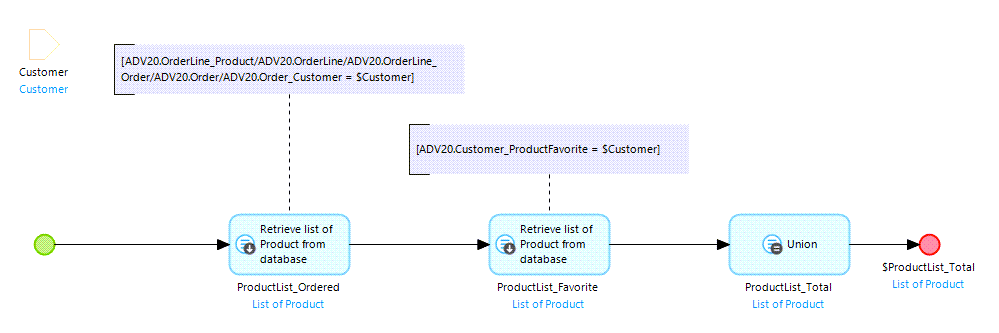 Customer
Customer
[ADV20.OrderLine_Product/ADV20.OrderLine/ADV20.OrderLine_
Order/ADV20.Order/ADV20.Order_Customer = $Customer]
[ADV20.Customer_ProductFavorite = $Customer]
Retrieve list of
Product from
database
ProductList_Ordered
List of Product
Retrieve list of
Product from
database
ProductList_Favorite
List of Product
Union
ProductList_Total
List of Product
$ProductList_Total
List of Product